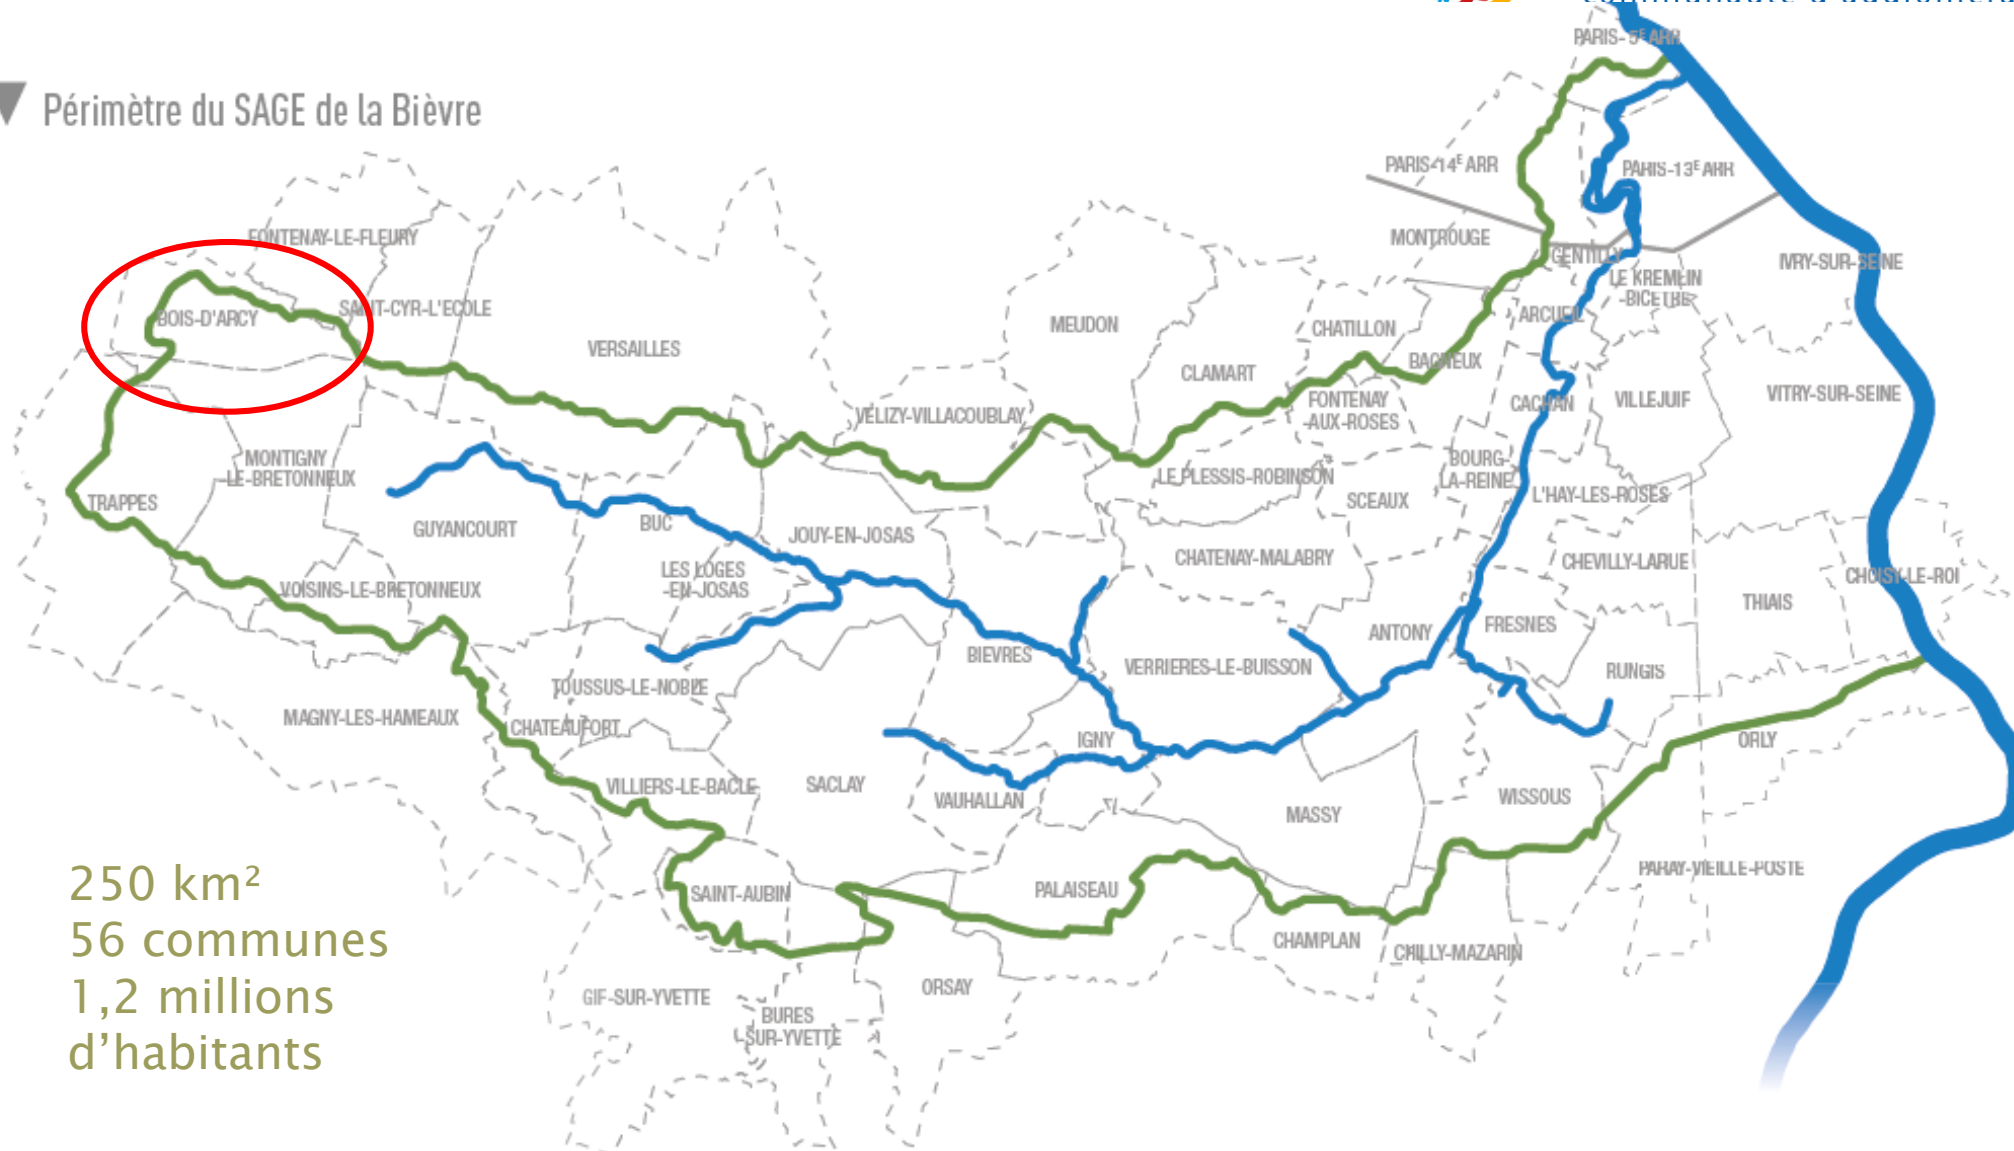 Périmètre du SAGE de la Bièvre
PARIS-5E ARR
PARIS-14E ARR
PARIS-13E ARR
FONTENAY-LE-FLEURY
MONTROUGE
GENTILLY
IVRY-SUR-SEINE
LE KREMLIN
-BICETRE
BOIS-D'ARCY
SAINT-CYR-L'ECOLE
ARCUEIL
MEUDON
CHATILLON
VERSAILLES
BAGNEUX
CLAMART
VITRY-SUR-SEINE
VILLEJUIF
CACHAN
FONTENAY
-AUX-ROSES
VELIZY-VILLACOUBLAY
MONTIGNY
-LE-BRETONNEUX
BOURG-
LA-REINE
LE PLESSIS-ROBINSON
L'HAY-LES-ROSES
SCEAUX
TRAPPES
GUYANCOURT
BUC
JOUY-EN-JOSAS
CHATENAY-MALABRY
CHEVILLY-LARUE
LES LOGES
-EN-JOSAS
CHOISY-LE-ROI
VOISINS-LE-BRETONNEUX
THIAIS
FRESNES
ANTONY
BIEVRES
VERRIERES-LE-BUISSON
RUNGIS
TOUSSUS-LE-NOBLE
MAGNY-LES-HAMEAUX
CHATEAUFORT
IGNY
ORLY
VILLIERS-LE-BACLE
SACLAY
VAUHALLAN
WISSOUS
MASSY
PARAY-VIEILLE-POSTE
SAINT-AUBIN
PALAISEAU
CHAMPLAN
CHILLY-MAZARIN
ORSAY
GIF-SUR-YVETTE
BURES
-SUR-YVETTE
250 km²
56 communes
1,2 millions
d'habitants